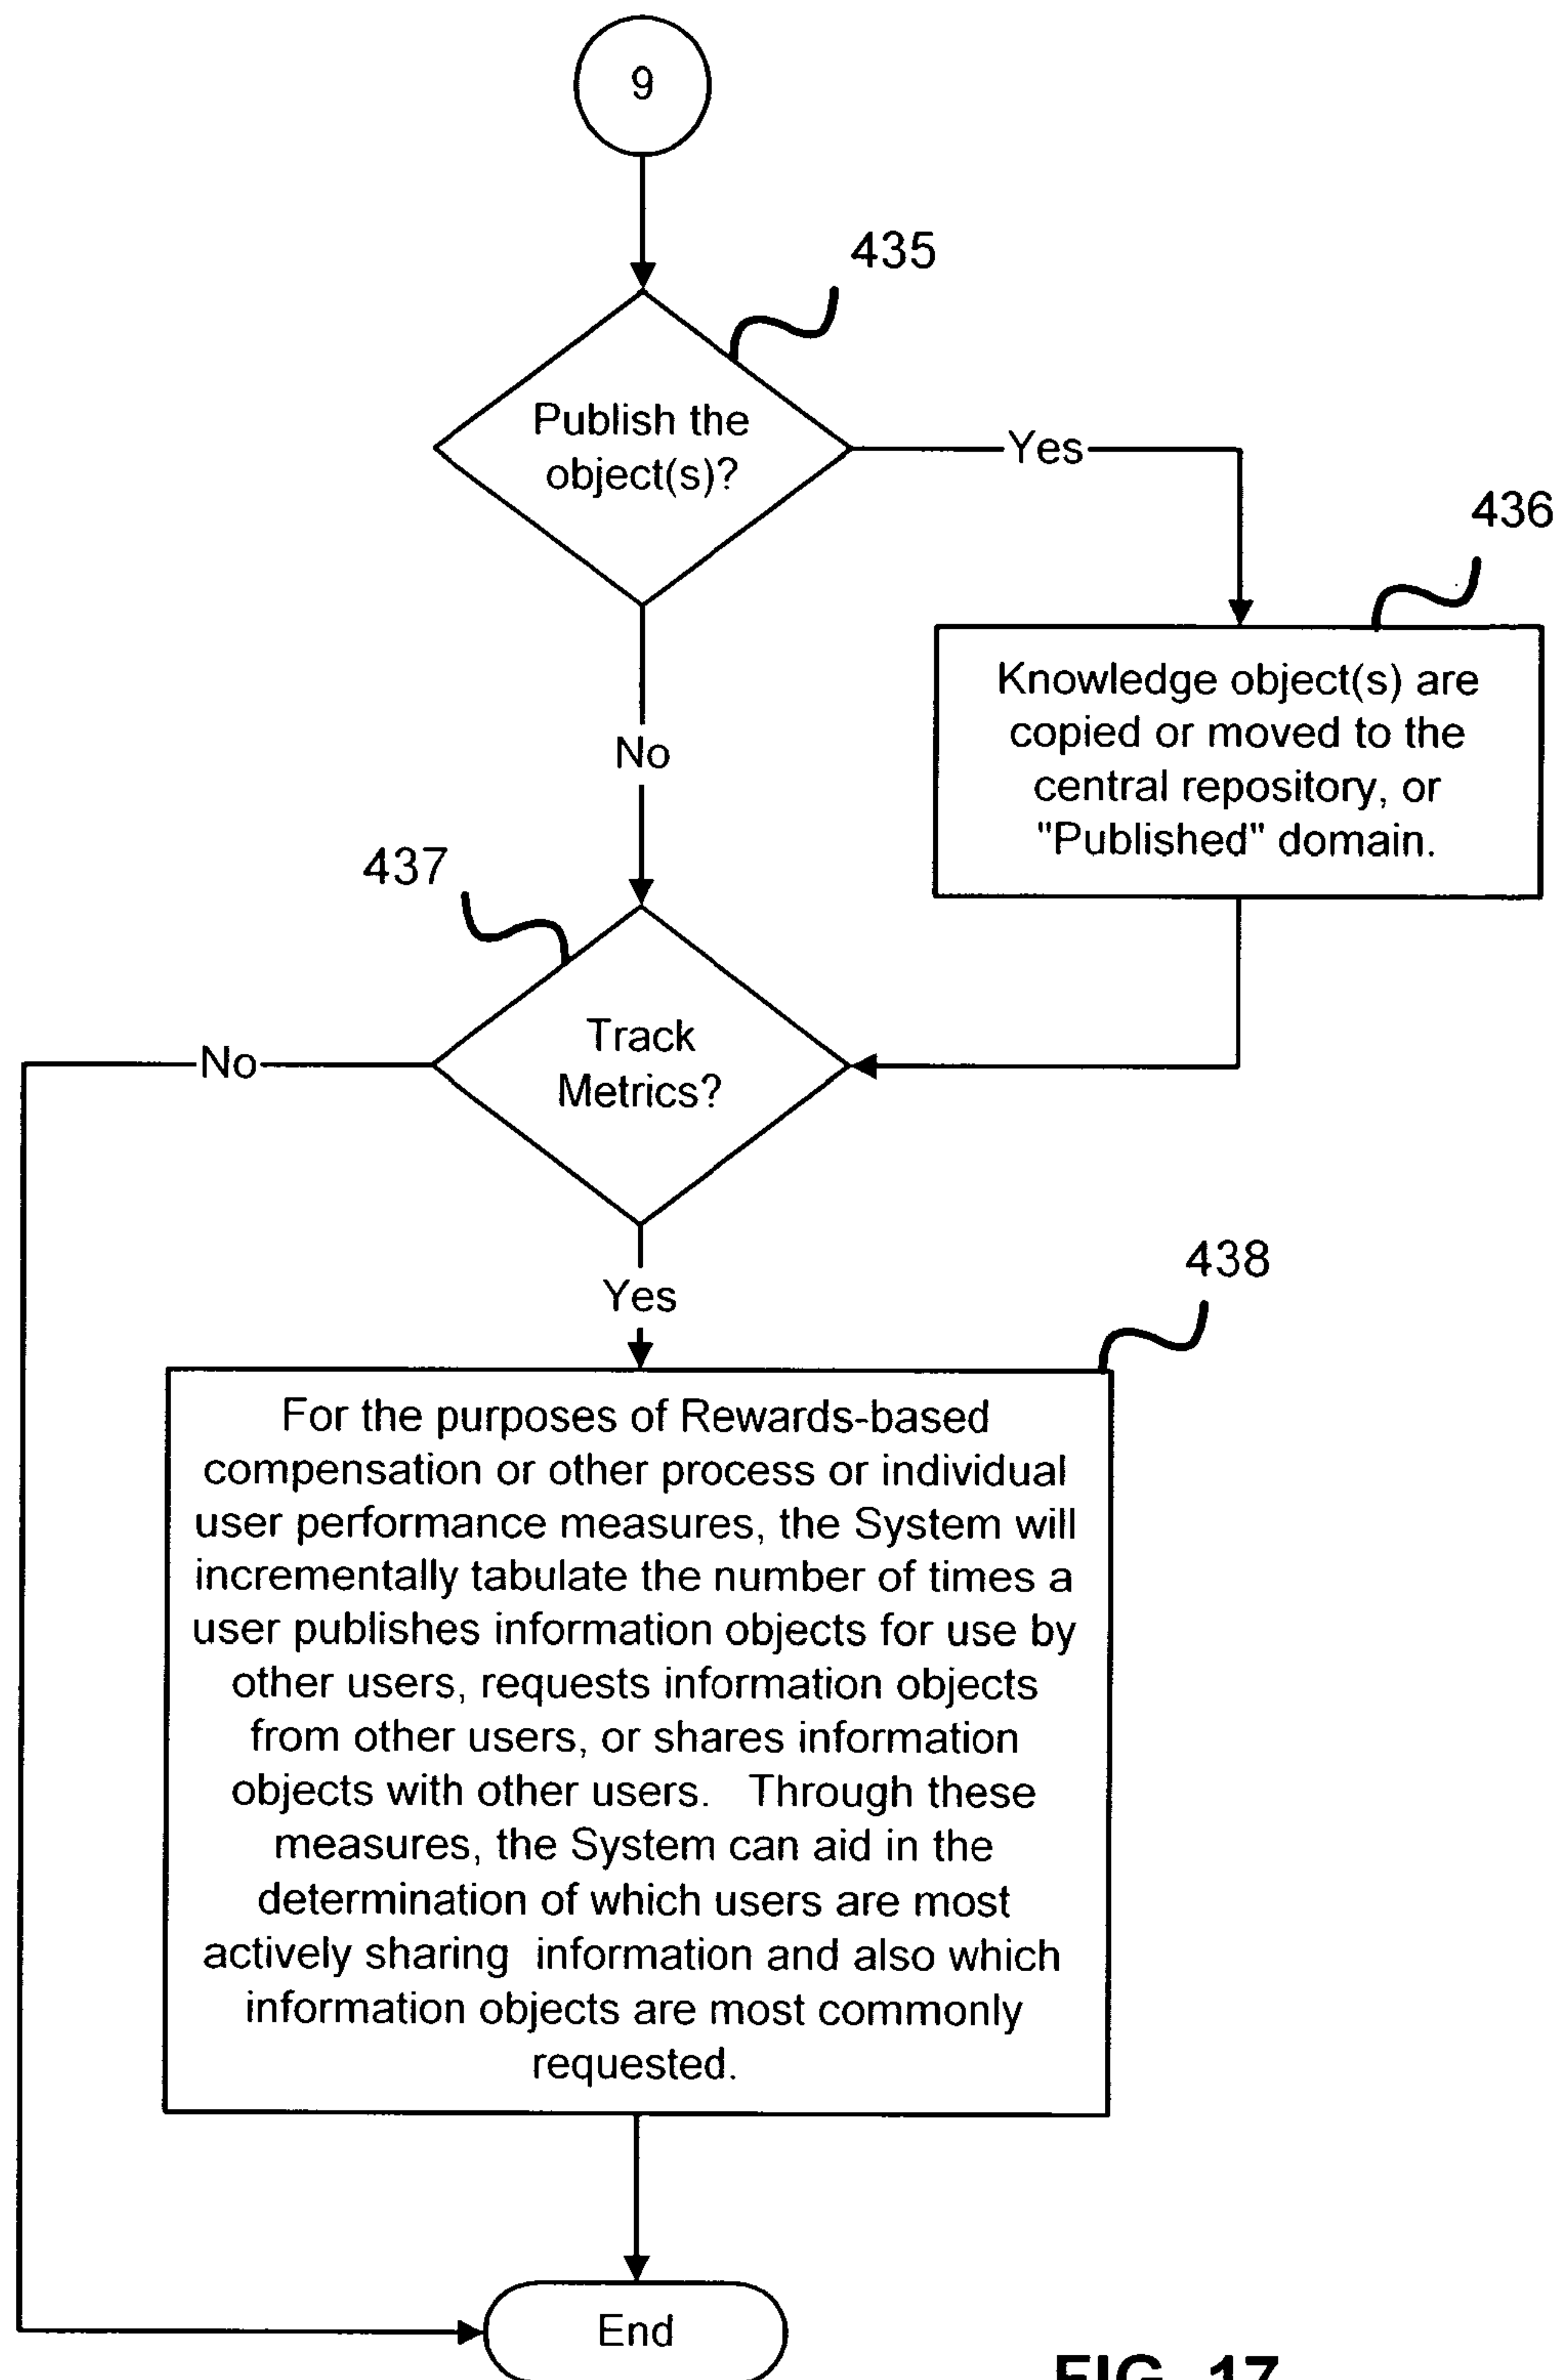 9
435
Publish the
object(s)?
Yes
436
Knowledge object(s) are
copied or moved to the
central repository, or
"Published" domain.
No
437
Track
Metrics?
No
Yes
438
For the purposes of Rewards-based
compensation or other process or individual
user performance measures, the System will
incrementally tabulate the number of times a
user publishes information objects for use by
other users, requests information objects
from other users, or shares information
objects with other users.   Through these
measures, the System can aid in the
determination of which users are most
actively sharing  information and also which
information objects are most commonly
requested.
End
FIG. 17